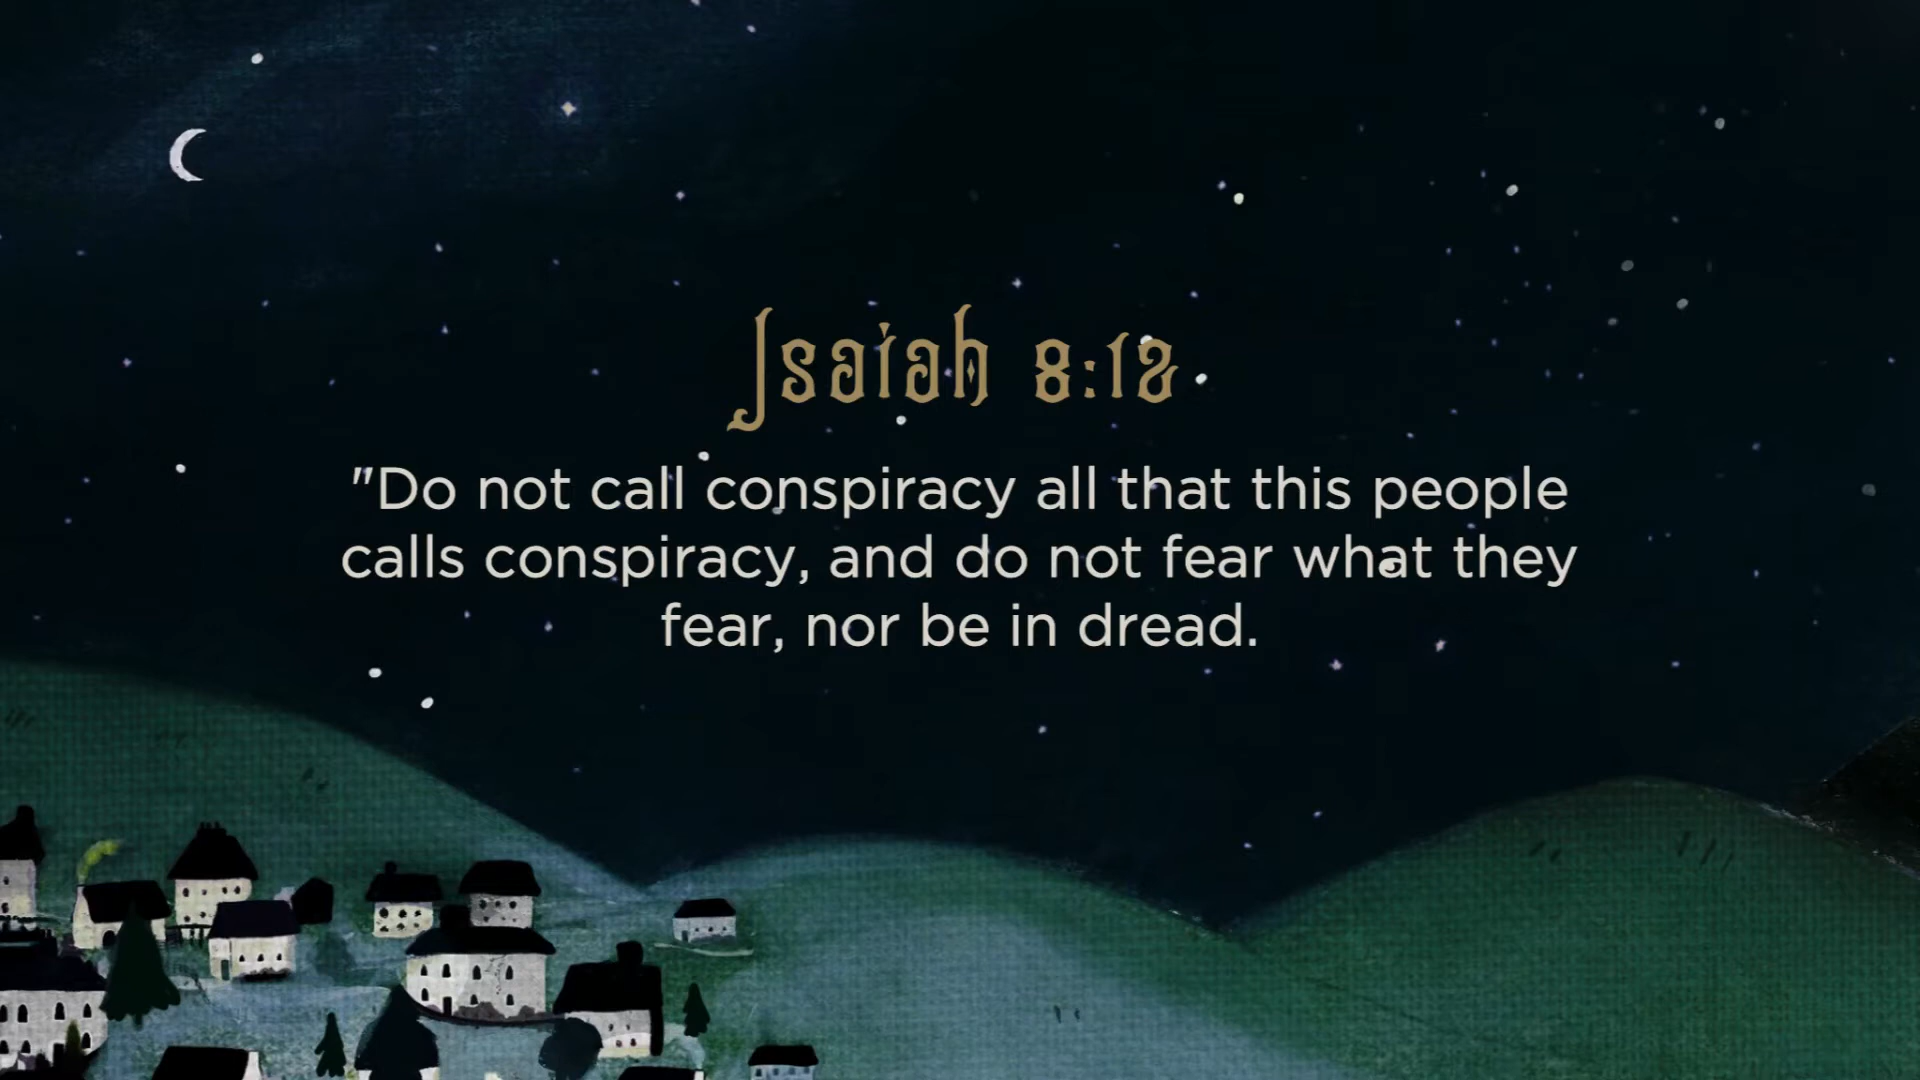 Isaiah 8:12
"Do not call conspiracy all that this people
calls conspiracy, and do not fear what they
fear, nor be in dread.